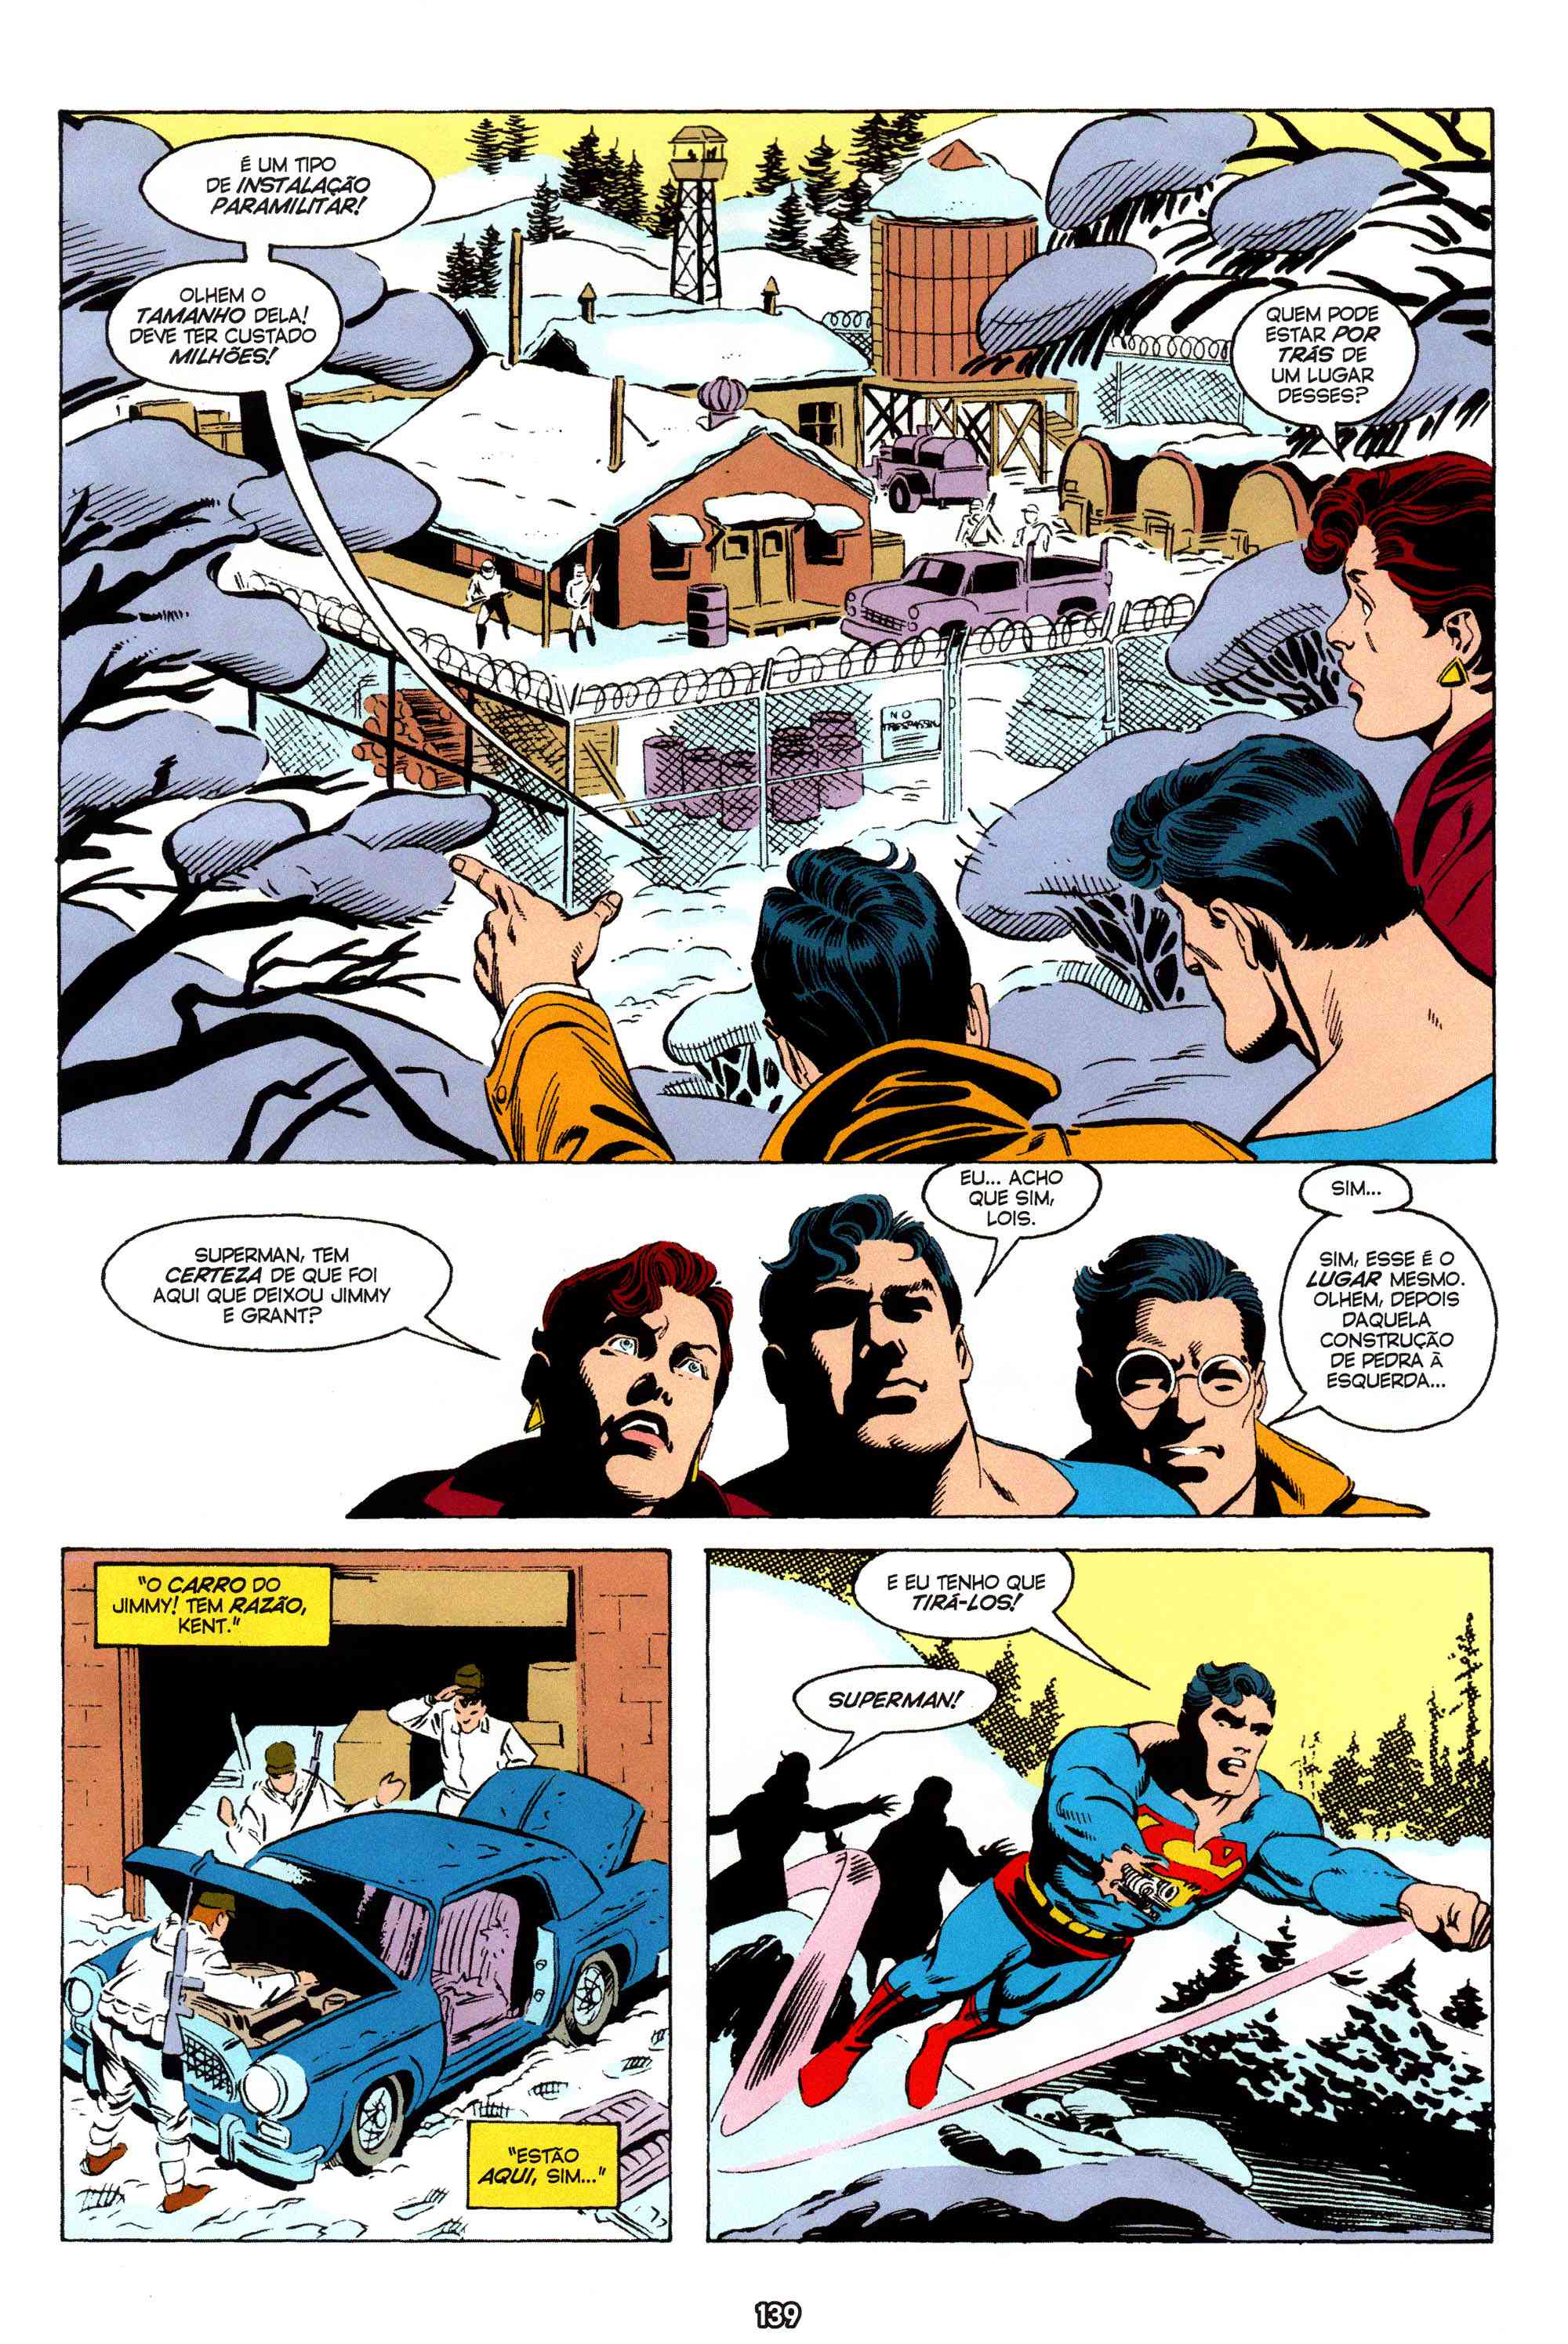 É UM TIPO
DE INSTALAÇÃO
PARAMILITAR!
OLHEM O
TAMANHO DELA!
DEVE TER CUSTADO
MILHÕES!
QUEM PODE
ESTAR POR
TRÁS DE
UM LUGAR
DESSES?
NO
TRESPASSIN
SUPERMAN, TEM
CERTEZA DE QUE FOI
AQUI QUE DEIXOU JIMMY
E GRANT?
EU... ACHO
QUE SIM,
LOIS.
SIM...
SIM, ESSE É O
LUGAR MESMO.
OLHEM, DEPOIS
DAQUELA
CONSTRUÇÃO
DE PEDRA À
ESQUERDA...
"O CARRO DO
JIMMY! TEM RAZÃO,
KENT."
"ESTÃO
AQUI, SIM..."
E EU TENHO QUE
TIRÁ-LOS!
SUPERMAN!
139